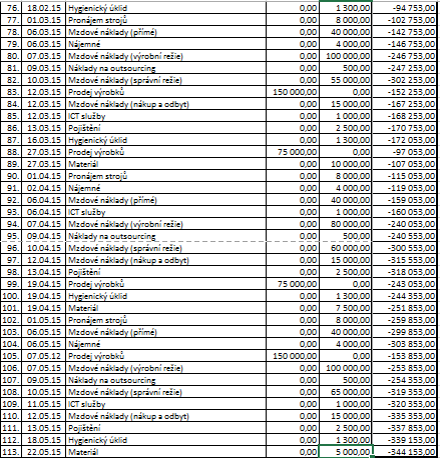 76. 18.02.15 Hygienický úklid 0,00 1 300,00 -94 753,00
77. 01.03.15 Pronájem strojů 0,00 8 000,00 -102 753,00
78. 06.03.15 Mzdové náklady (přímé) 0,00 40 000,00 -142 753,00
79. 06.03.15 Nájemné 0,00 4 000,00 -146 753,00
80. 07.03.15 Mzdové náklady (výrobní režie) 0,00 100 000,00 -246 753,00
81. 09.03.15 Náklady na outsourcing 0,00 500,00 -247 253,00
82. 10.03.15 Mzdové náklady (správní režie) 0,00 55 000,00 -302 253,00
83. 12.03.15 Prodej výrobků 150 000,00 0,00 -152 253,00
84. 12.03.15 Mzdové náklady (nákup a odbyt) 0,00 15 000,00 -167 253,00
85. 12.03.15 ICT služby 0,00 1 000,00 -168 253,00
86. 13.03.15 Pojištění 0,00 2 500,00 -170 753,00
87. 16.03.15 Hygienický úklid 0,00 1 300,00 -172 053,00
88. 27.03.15 Prodej výrobků 75 000,00 0,00 -97 053,00
89. 27.03.15 Materiál 0,00 10 000,00 -107 053,00
90. 01.04.15 Pronájem strojů 0,00 8 000,00 -115 053,00
91. 02.04.15 Nájemné 0,00 4 000,00 -119 053,00
92. 06.04.15 Mzdové náklady (přímé) 0,00 40 000,00 -159 053,00
93. 06.04.15 ICT služby 0,00 1 000,00 -160 053,00
94. 07.04.15 Mzdové náklady (výrobní režie) 0,00 80 000,00 -240 053,00
95. 09.04.15 Náklady na outsourcing 0,00 500,00 -240 553,00
96. 10.04.15 Mzdové náklady (správní režie) 0,00 60 000,00 -300 553,00
97. 12.04.15 Mzdové náklady (nákup a odbyt) 0,00 15 000,00 -315 553,00
98. 13.04.15 Pojištění 0,00 2 500,00 -318 053,00
99. 19.04.15 Prodej výrobků 75 000,00 0,00 -243 053,00
100. 19.04.15 Hygienický úklid 0,00 1 300,00 -244 353,00
101. 19.04.15 Materiál 0,00 7 500,00 -251 853,00
102. 01.05.15 Pronájem strojů 0,00 8 000,00 -259 853,00
103. 06.05.15 Mzdové náklady (přímé) 0,00 40 000,00 -299 853,00
104. 06.05.15 Nájemné 0,00 4 000,00 -303 853,00
105. 07.05.12 Prodej výrobků 150 000,00 0,00 -153 853,00
106. 07.05.15 Mzdové náklady (výrobní režie) 0,00 100 000,00 -253 853,00
107. 09.05.15 Náklady na outsourcing 0,00 500,00 -254 353,00
108. 10.05.15 Mzdové náklady (správní režie) 0,00 65 000,00 -319 353,00
109. 11.05.15 ICT služby 0,00 1 000,00 -320 353,00
110. 12.05.15 Mzdové náklady (nákup a odbyt) 0,00 15 000,00 -335 353,00
111. 13.05.15 Pojištění 0,00 2 500,00 -337 853,00
112. 18.05.15 Hygienický úklid 0,00 1 300,00 -339 153,00
113. 22.05.15 Materiál 0,00 5 000,00 -344 153,00